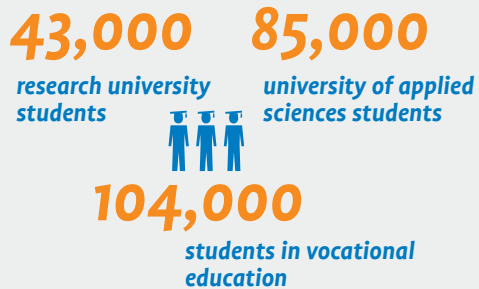 43,000
research university
students
85,000
university of applied
sciences students
104,000
students in vocational
education